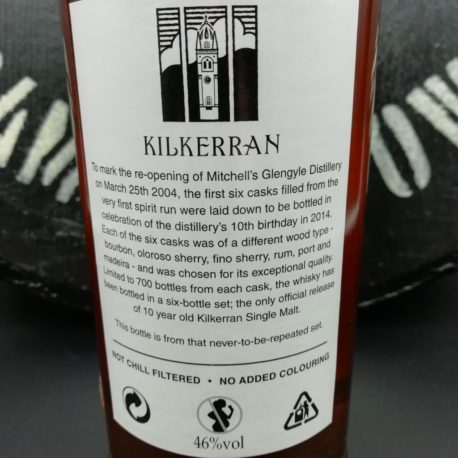 KILKERRAN
To mark the re-opening of Mitchell's Glengyle Distillery
on March 25th 2004, the first six casks filled from the
very first spirit run were laid down to be bottled in
celebration of the distillery's 10th birthday in 2014.
Each of the six casks was of a different wood type -
bourbon, oloroso sherry, fino sherry, rum, port and
madeira - and was chosen for its exceptional quality.
Limited to 700 bottles from each cask, the whisky has
been bottled in a six-bottle set; the only official release
of 10 year old Kilkerran Single Malt.
This bottle is from that never-to-be-repeated set.
NOT CHILL FILTERED • NO ADDED COLOURING
46%vol